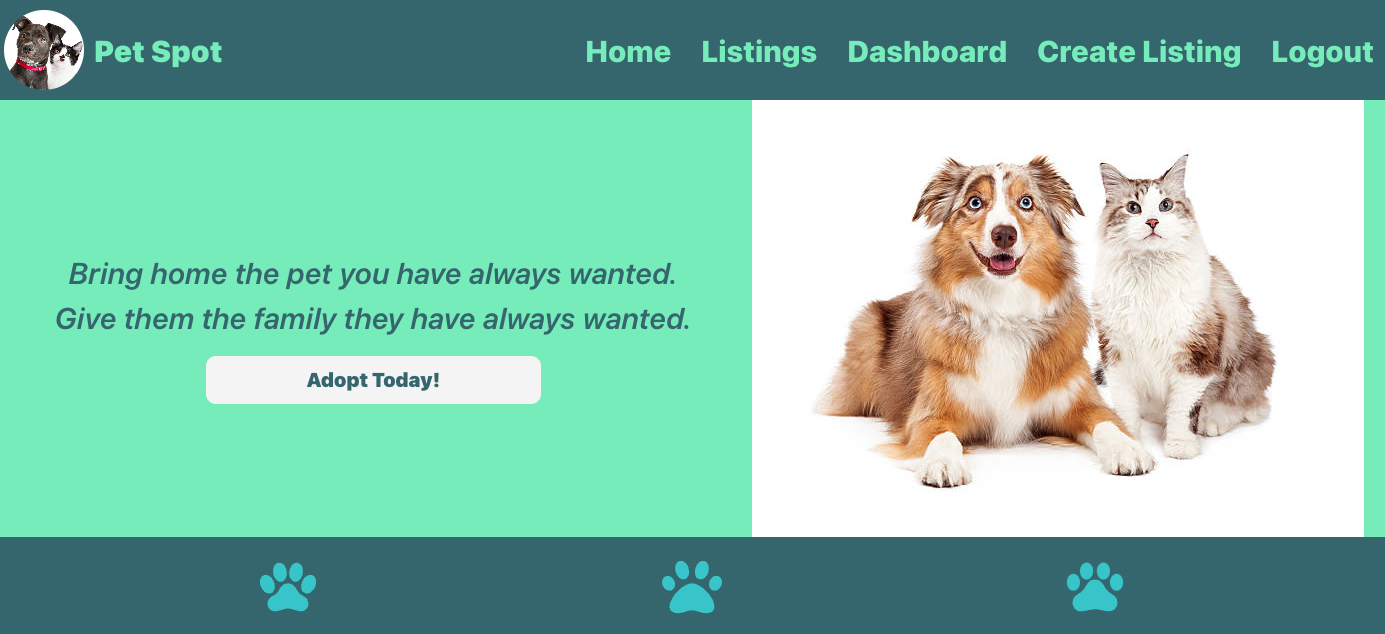 Pet Spot
Home Listings Dashboard Create Listing Logout
Bring home the pet you have always wanted.
Give them the family they have always wanted.
Adopt Today!